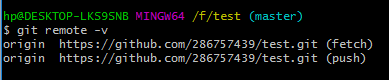 hp@DESKTOP-LKS9SNB MINGW64 /f/test (master)
$ git remote -v
origin  https://github.com/286757439/test.git (fetch)
origin  https://github.com/286757439/test.git (push)